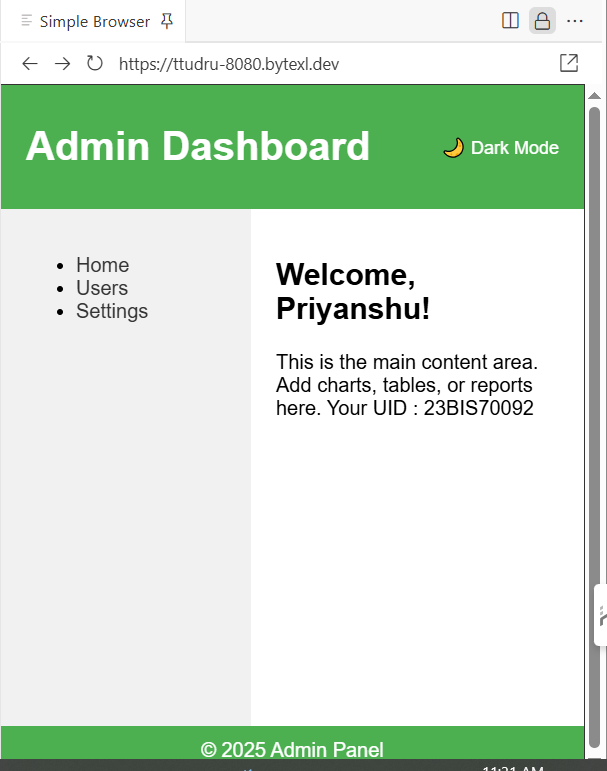 Simple Browser
https://ttudru-8080.bytexl.dev
Admin Dashboard
🌙 Dark Mode
Home
Users
Settings
Welcome,
Priyanshu!
This is the main content area.
Add charts, tables, or reports
here. Your UID : 23BIS70092
© 2025 Admin Panel